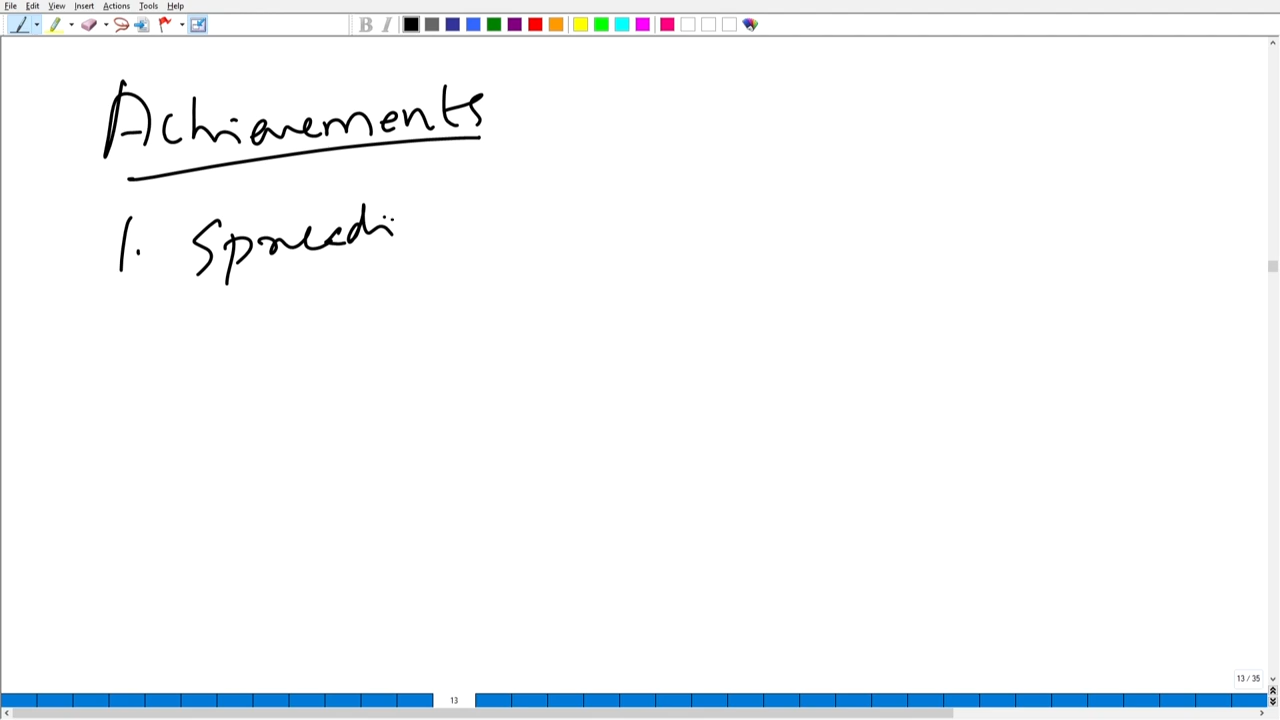 File Edit View Insert Actions Tools Help
B I
Achievements
1. Spreadi
13 / 35
13